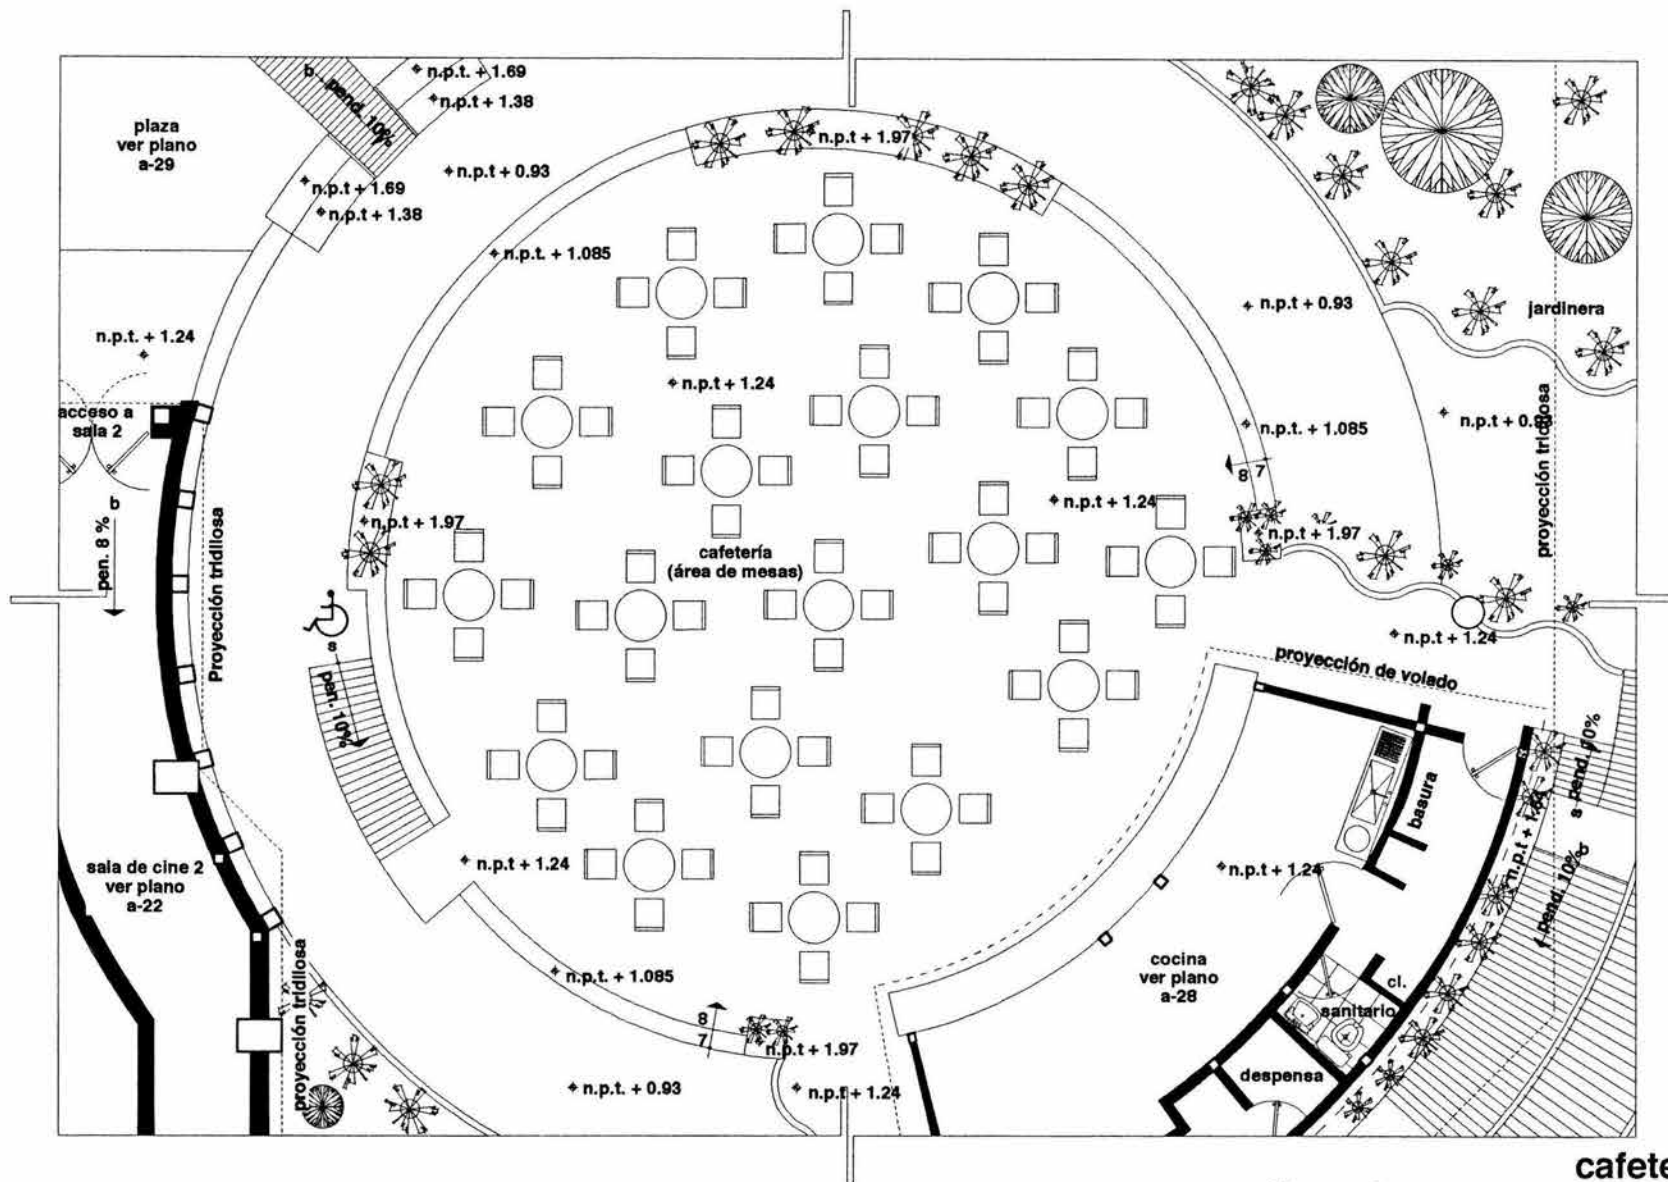 n.p.t. + 1.69
n.p.t + 1.38
b pend. 10%
plaza
ver plano
a-29
n.p.t + 1.97
n.p.t + 0.93
n.p.t + 1.69
n.p.t + 1.38
n.p.t. + 1.085
n.p.t + 0.93
jardinera
n.p.t. + 1.24
n.p.t + 1.24
acceso a
sala 2
n.p.t. + 1.085
proyección tridilosa
8 7
b
pen. 8 %
Proyección tridilosa
n.p.t + 1.97
n.p.t + 1.24
n.p.t + 1.97
cafetería
(área de mesas)
s
pen. 10%
n.p.t + 1.24
proyección de volado
s pend. 10%
basura
n.p.t + 1.24
sala de cine 2
ver plano
a-22
n.p.t + 1.24
pend. 10% b
proyección tridilosa
n.p.t. + 1.085
cocina
ver plano
a-28
cl.
sanitario
8
7
n.p.t + 1.97
despensa
n.p.t. + 0.93
n.p.t + 1.24
cafete